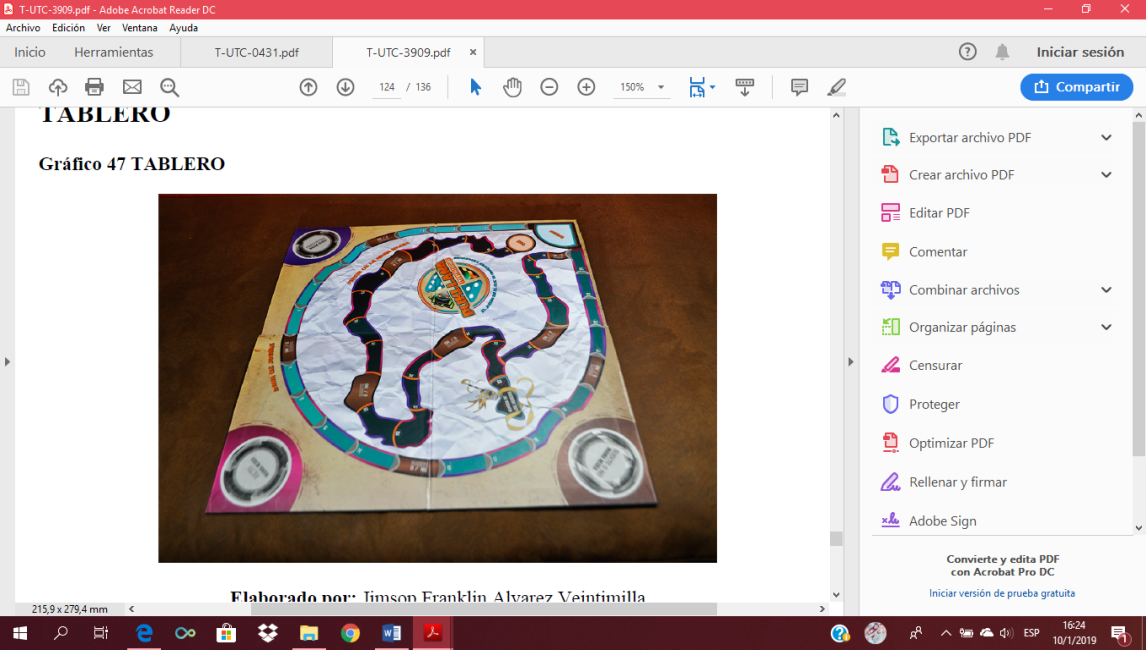 T-UTC-3909.pdf - Adobe Acrobat Reader DC
Archivo Edición Ver Ventana Ayuda
Inicio Herramientas T-UTC-0431.pdf T-UTC-3909.pdf × Iniciar sesión
124 / 136 150% Compartir
TABLERO
Gráfico 47 TABLERO
Elaborado por: Jimsop Franklin Alvarez Veintimilla
215,9 x 279,4 mm
Exportar archivo PDF
Crear archivo PDF
Editar PDF
Comentar
Combinar archivos
Organizar páginas
Censurar
Proteger
Optimizar PDF
Rellenar y firmar
Adobe Sign
Convierte y edita PDF
con Acrobat Pro DC
Iniciar versión de prueba gratuita
ESP
16:24
10/1/2019
1